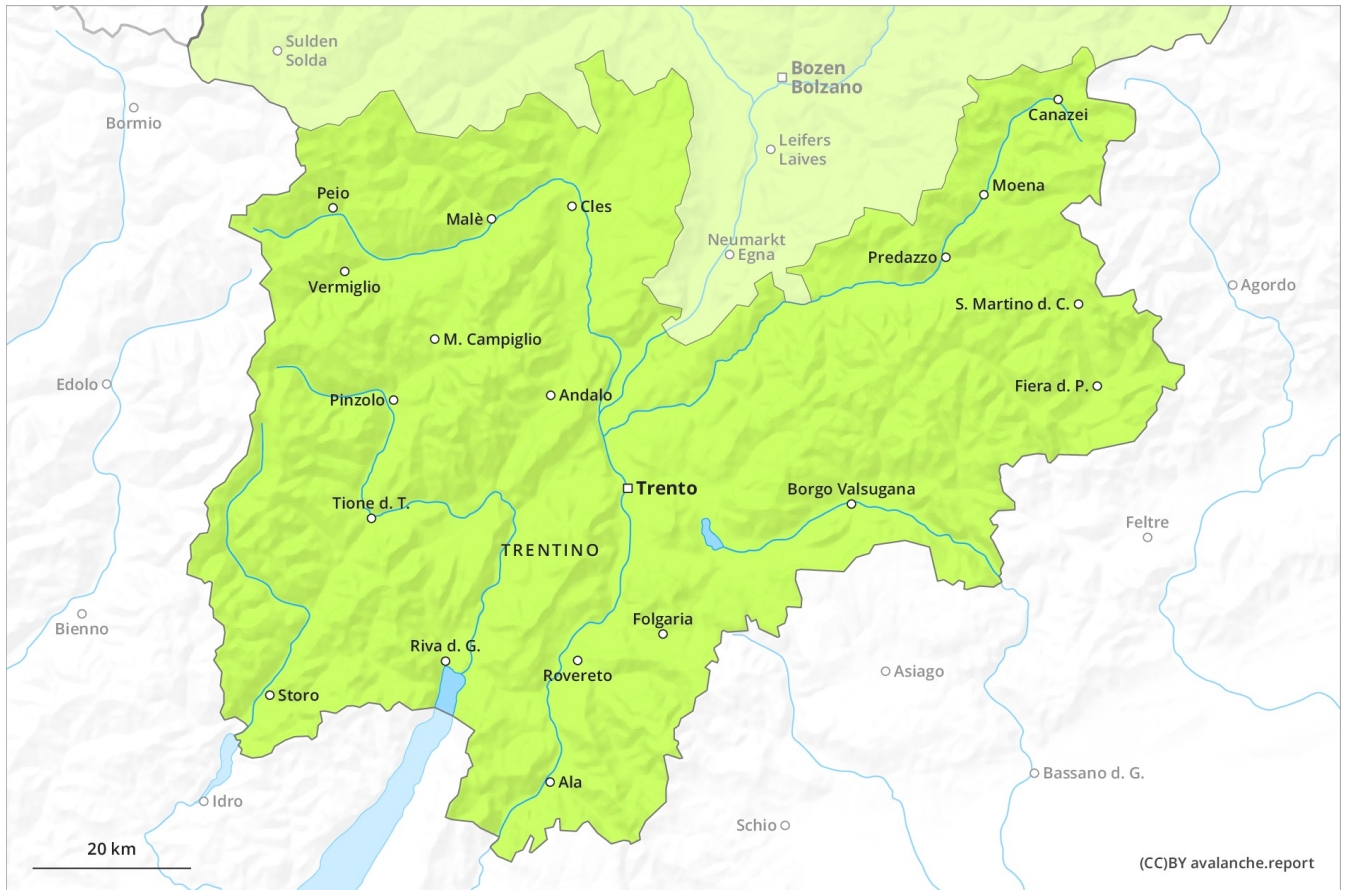 Sulden
Solda
Bozen
Bolzano
Bormio
Canazei
Leifers
Laives
Moena
Peio
Malè
Cles
Neumarkt
Egna
Predazzo
Vermiglio
Agordo
S. Martino d. C.
M. Campiglio
Edolo
Fiera d. P.
Pinzolo
Andalo
Trento
Borgo Valsugana
Tione d. T.
Feltre
TRENTINO
Bienno
Folgaria
Riva d. G.
Rovereto
Asiago
Storo
Bassano d. G.
Ala
Idro
Schio
20 km
(CC)BY avalanche.report